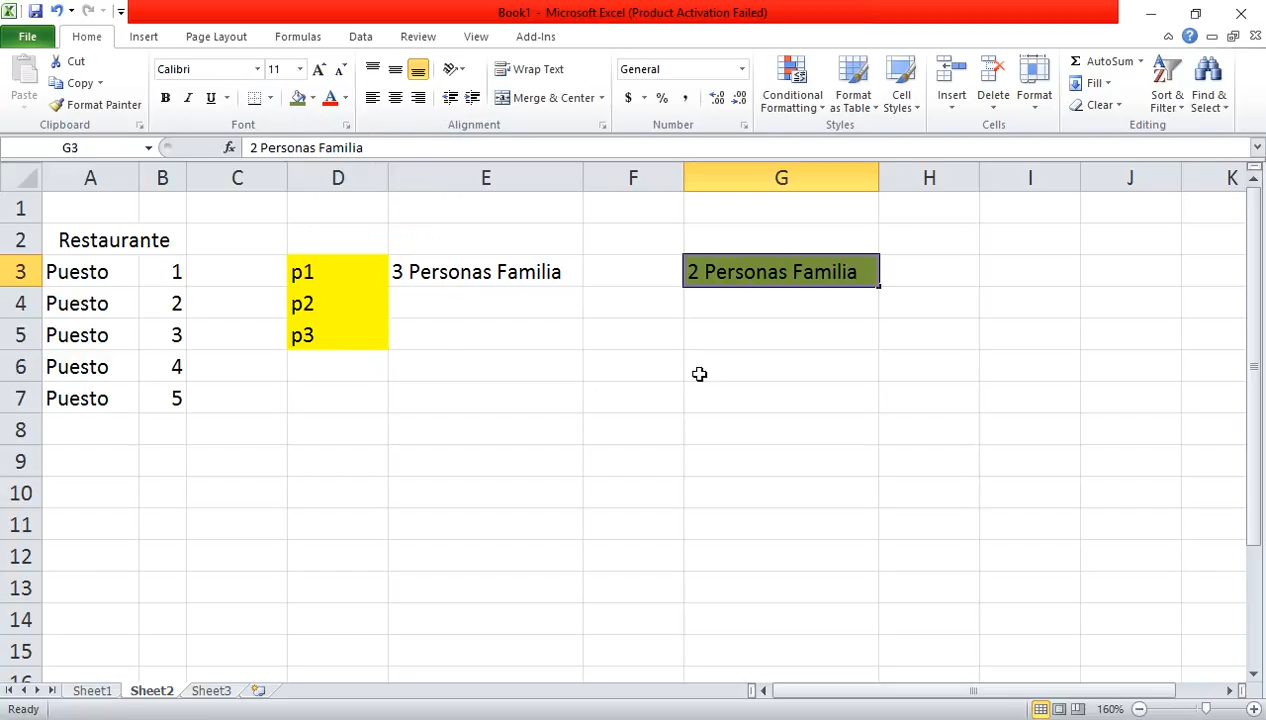 Book1 - Microsoft Excel (Product Activation Failed)
File Home Insert Page Layout Formulas Data Review View Add-Ins
Paste
Cut
Copy
Format Painter
Clipboard
Calibri 11
B I U
Font
Wrap Text
Merge & Center
Alignment
General
$ % ,
Number
Conditional Formatting
Format as Table
Cell Styles
Styles
Insert
Delete
Format
Cells
Σ AutoSum
Fill
Clear
Sort & Filter
Find & Select
Editing
G3 fx 2 Personas Familia
A B C D E F G H I J K
1
2 Restaurante
3 Puesto 1 p1 3 Personas Familia 2 Personas Familia
4 Puesto 2 p2
5 Puesto 3 p3
6 Puesto 4
7 Puesto 5
8
9
10
11
12
13
14
15
16
Sheet1 Sheet2 Sheet3
Ready 160%